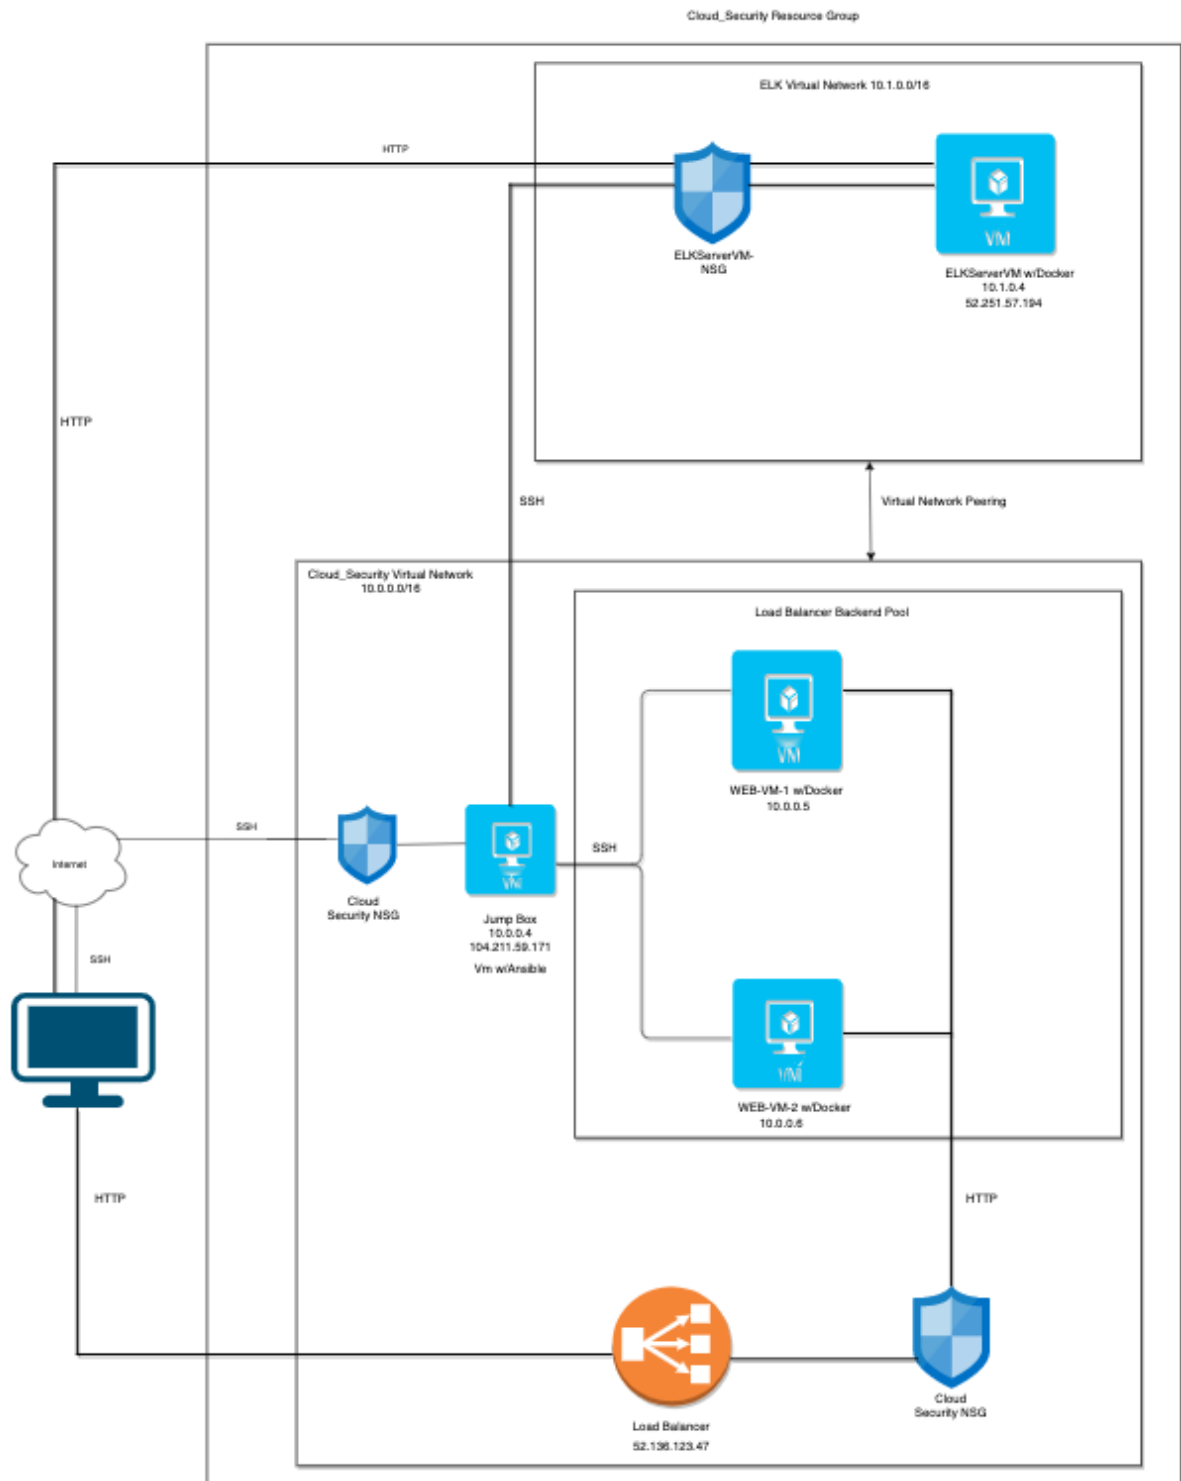 Cloud_Security Resource Group
ELK Virtual Network 10.1.0.0/16
HTTP
VM
ELKServerVM-
NSG
ELKServerVM w/Docker
10.1.0.4
52.251.57.194
HTTP
SSH
Virtual Network Peering
Cloud_Security Virtual Network
10.0.0.0/16
Load Balancer Backend Pool
VM
WEB-VM-1 w/Docker
10.0.0.5
SSH
Internet
SSH
VM
Cloud
Security NSG
Jump Box
10.0.0.4
104.211.59.171
Vm w/Ansible
SSH
VM
WEB-VM-2 w/Docker
10.0.0.6
HTTP
HTTP
Cloud
Security NSG
Load Balancer
52.136.123.47